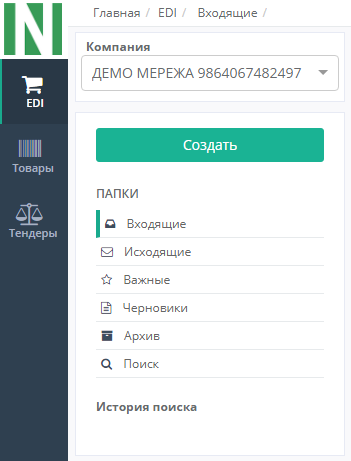 N
Главная / EDI / Входящие /
Компания
ДЕМО МЕРЕЖА 9864067482497
EDI
Товары
Тендеры
Создать
ПАПКИ
Входящие
Исходящие
Важные
Черновики
Архив
Поиск
История поиска